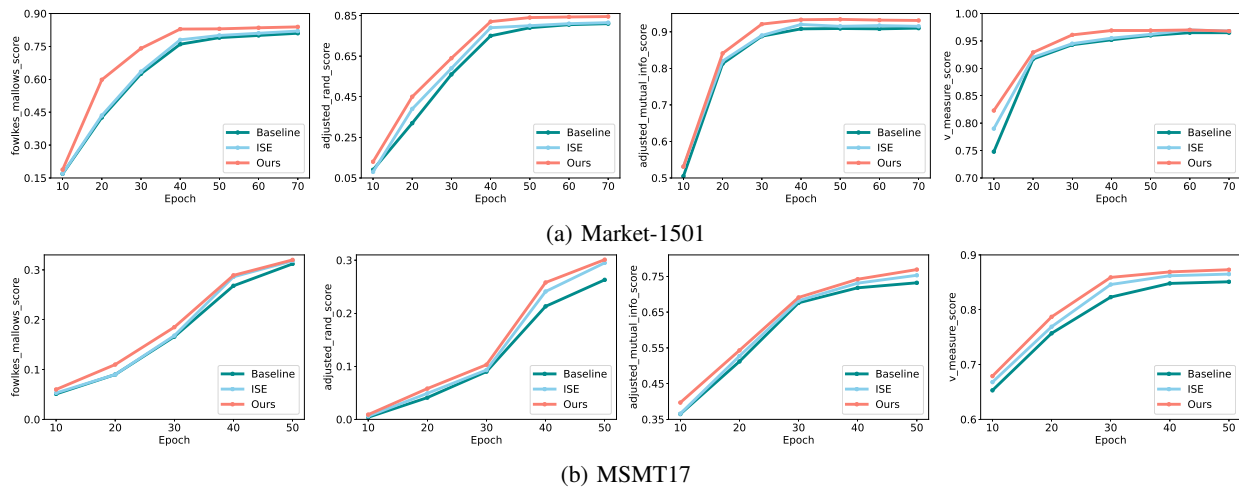 0.90
0.75
0.60
0.45
0.30
0.15
fowlkes_mallows_score
10 20 30 40 50 60 70
Epoch
Baseline
ISE
Ours
0.85
0.65
0.45
0.25
0.05
adjusted_rand_score
10 20 30 40 50 60 70
Epoch
Baseline
ISE
Ours
0.9
0.8
0.7
0.6
0.5
adjusted_mutual_info_score
10 20 30 40 50 60 70
Epoch
Baseline
ISE
Ours
1.00
0.95
0.90
0.85
0.80
0.75
0.70
v_measure_score
10 20 30 40 50 60 70
Epoch
Baseline
ISE
Ours
(a) Market-1501
0.3
0.2
0.1
0.0
fowlkes_mallows_score
10 20 30 40 50
Epoch
Baseline
ISE
Ours
0.3
0.2
0.1
0.0
adjusted_rand_score
10 20 30 40 50
Epoch
Baseline
ISE
Ours
0.75
0.65
0.55
0.45
0.35
adjusted_mutual_info_score
10 20 30 40 50
Epoch
Baseline
ISE
Ours
0.9
0.8
0.7
0.6
v_measure_score
10 20 30 40 50
Epoch
Baseline
ISE
Ours
(b) MSMT17